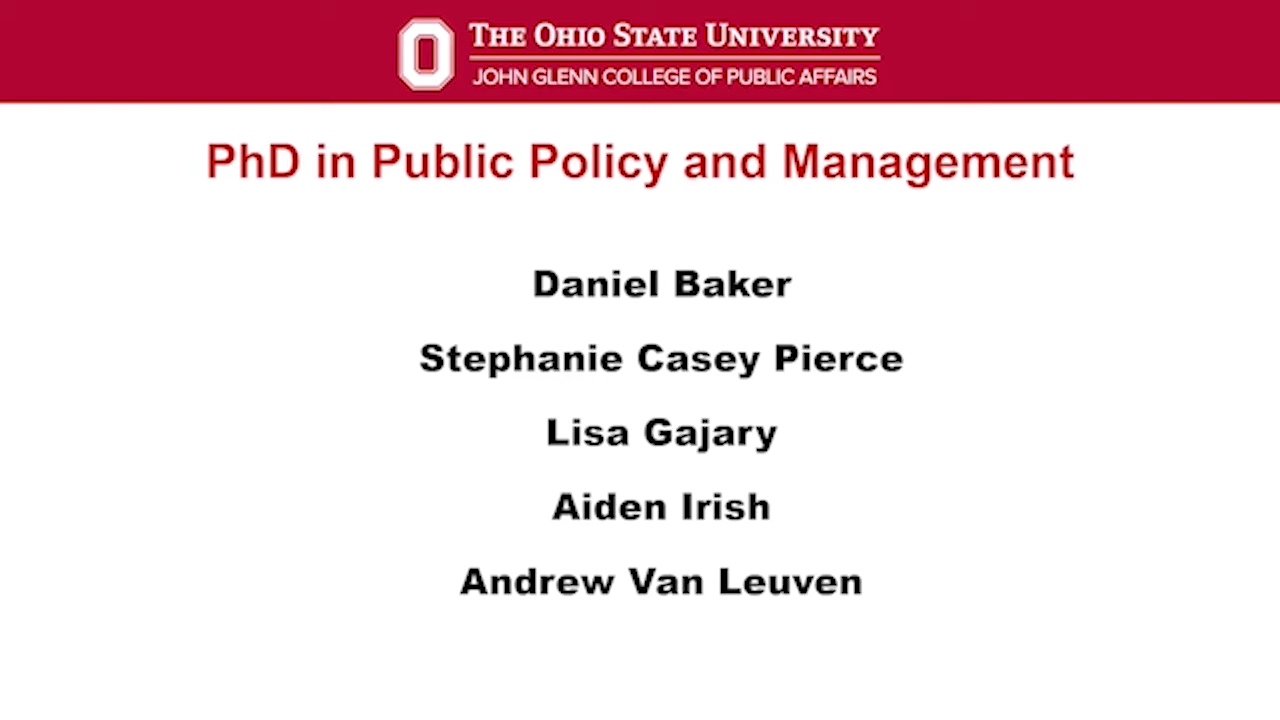 THE OHIO STATE UNIVERSITY
JOHN GLENN COLLEGE OF PUBLIC AFFAIRS
PhD in Public Policy and Management
Daniel Baker
Stephanie Casey Pierce
Lisa Gajary
Aiden Irish
Andrew Van Leuven